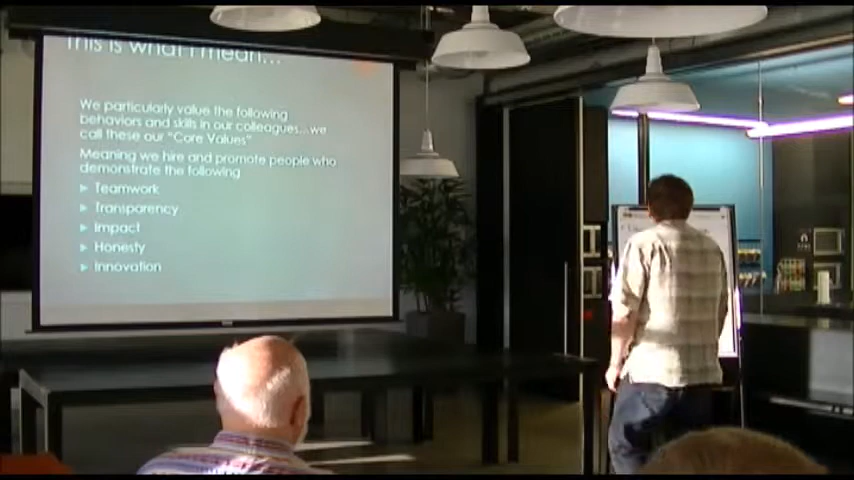 This is what I mean...
We particularly value the following
behaviors and skills in our colleagues...we
call these our "Core Values"
Meaning we hire and promote people who
demonstrate the following
► Teamwork
► Transparency
► Impact
► Honesty
► Innovation